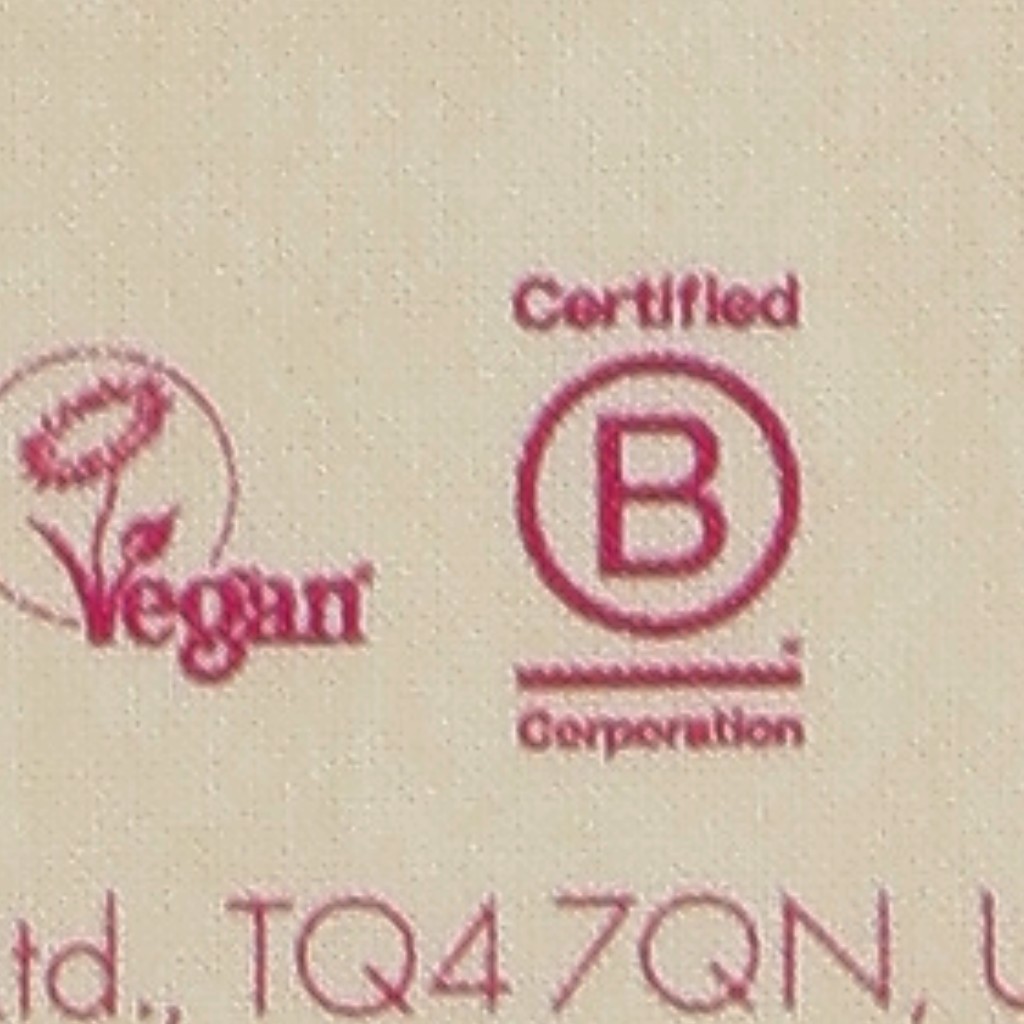 Certified
B
Vegan
Corporation
td., TQ4 7QN, U